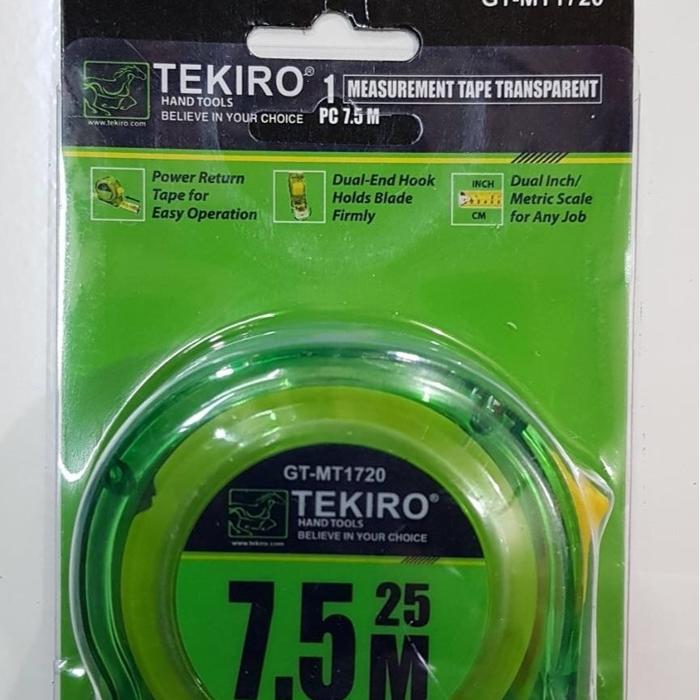 GT-MT1720
TEKIRO®
HAND TOOLS
BELIEVE IN YOUR CHOICE
www.tekiro.com
1 MEASUREMENT TAPE TRANSPARENT
PC 7.5 M
Power Return
Tape for
Easy Operation
Dual-End Hook
Holds Blade
Firmly
INCH
CM
Dual Inch/
Metric Scale
for Any Job
GT-MT1720
TEKIRO®
HAND TOOLS
BELIEVE IN YOUR CHOICE
www.tekiro.com
7,5 M
25